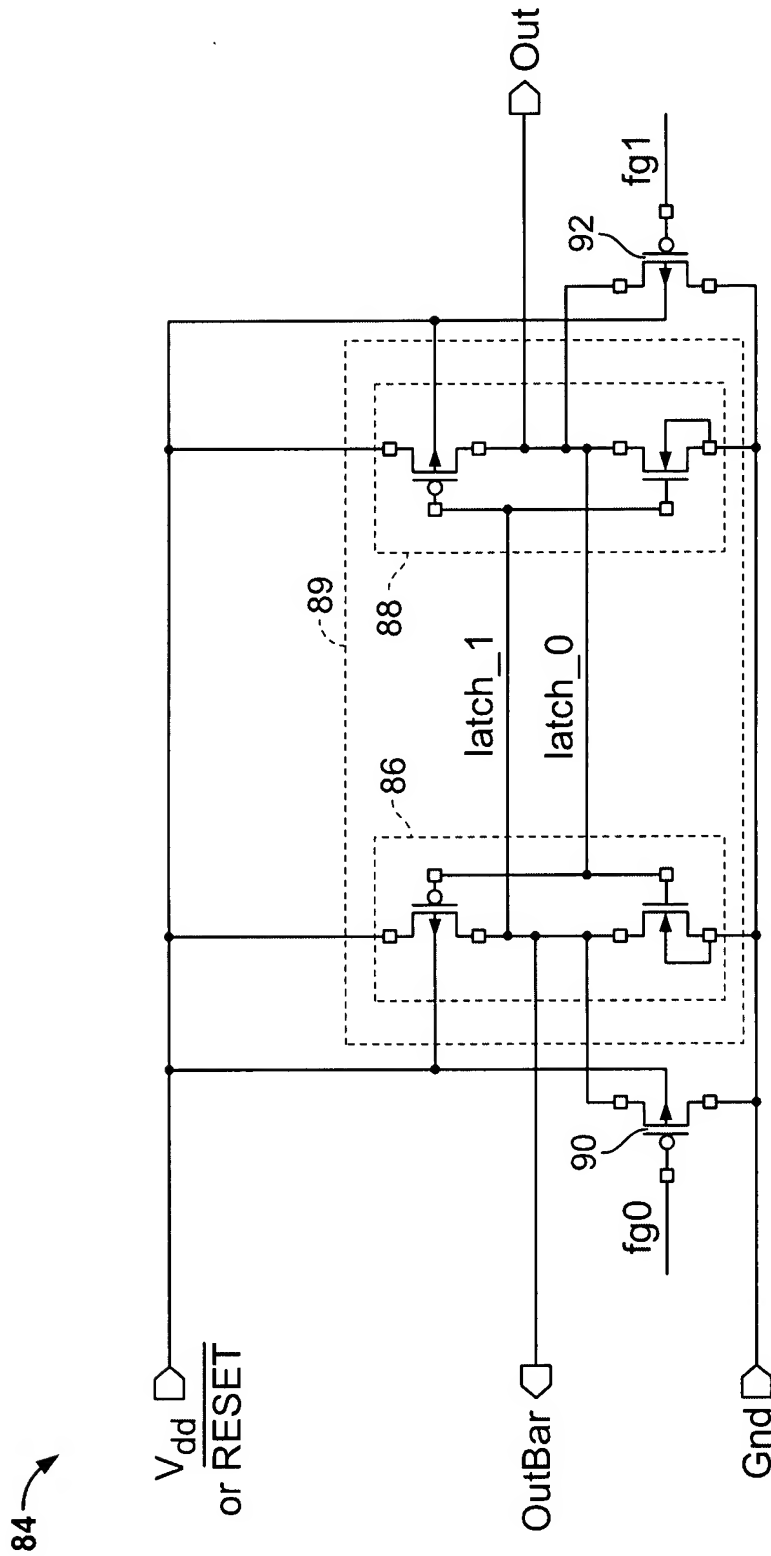 84
Vdd
or RESET
OutBar
Gnd
fg0
90
86
latch_1
latch_0
89
88
92
fg1
Out